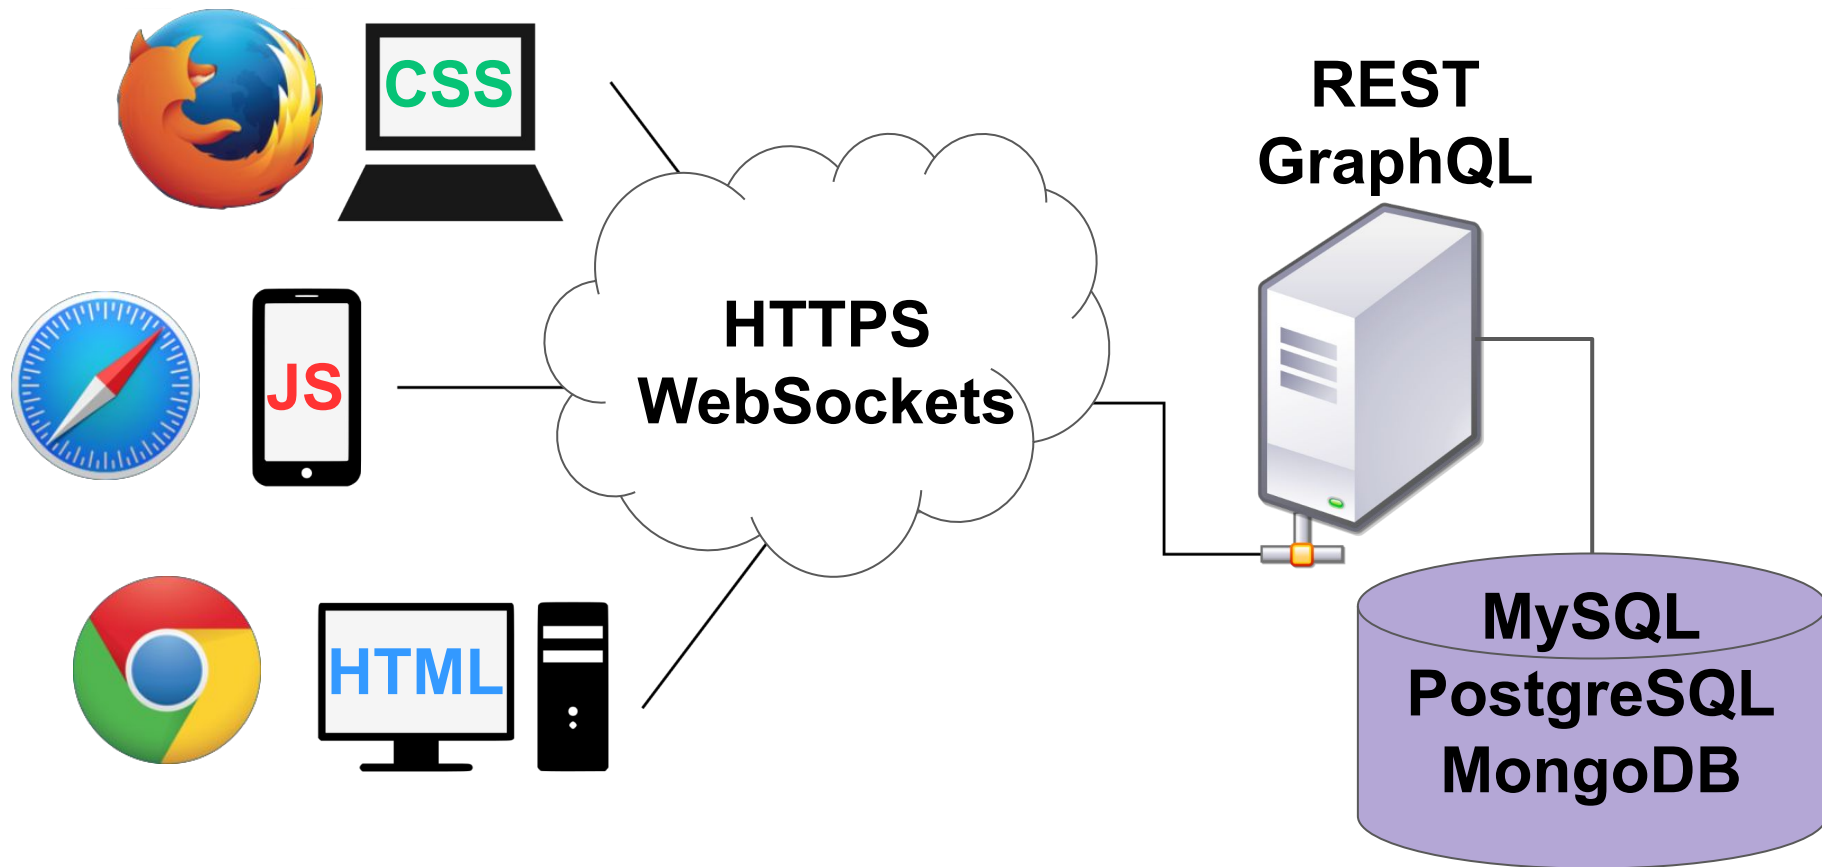 CSS
JS
HTML
HTTPS
WebSockets
REST
GraphQL
MySQL
PostgreSQL
MongoDB